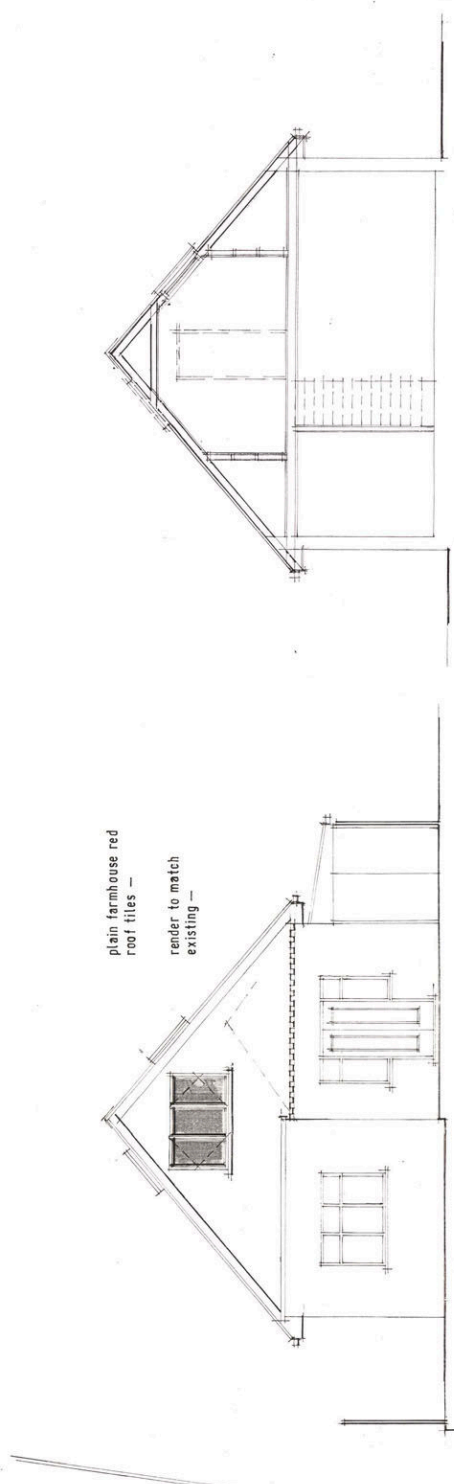 plain farmhouse red
roof tiles –
render to match
existing –